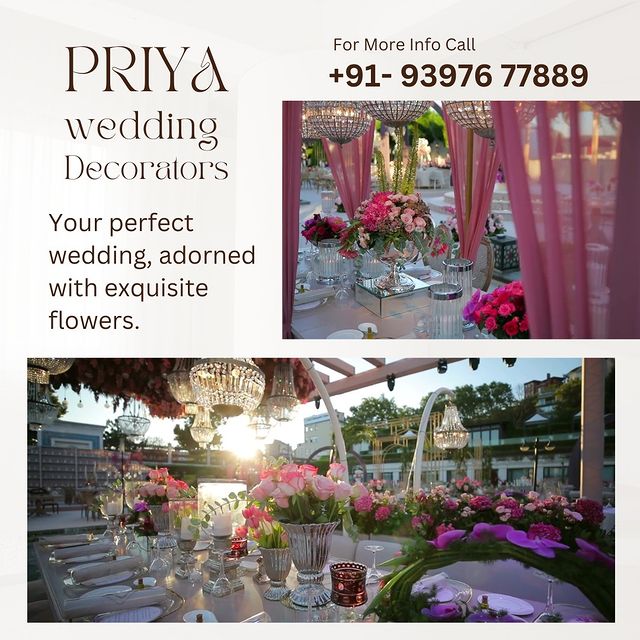 PRIYA
wedding
Decorators
For More Info Call
+91- 93976 77889
Your perfect
wedding, adorned
with exquisite
flowers.